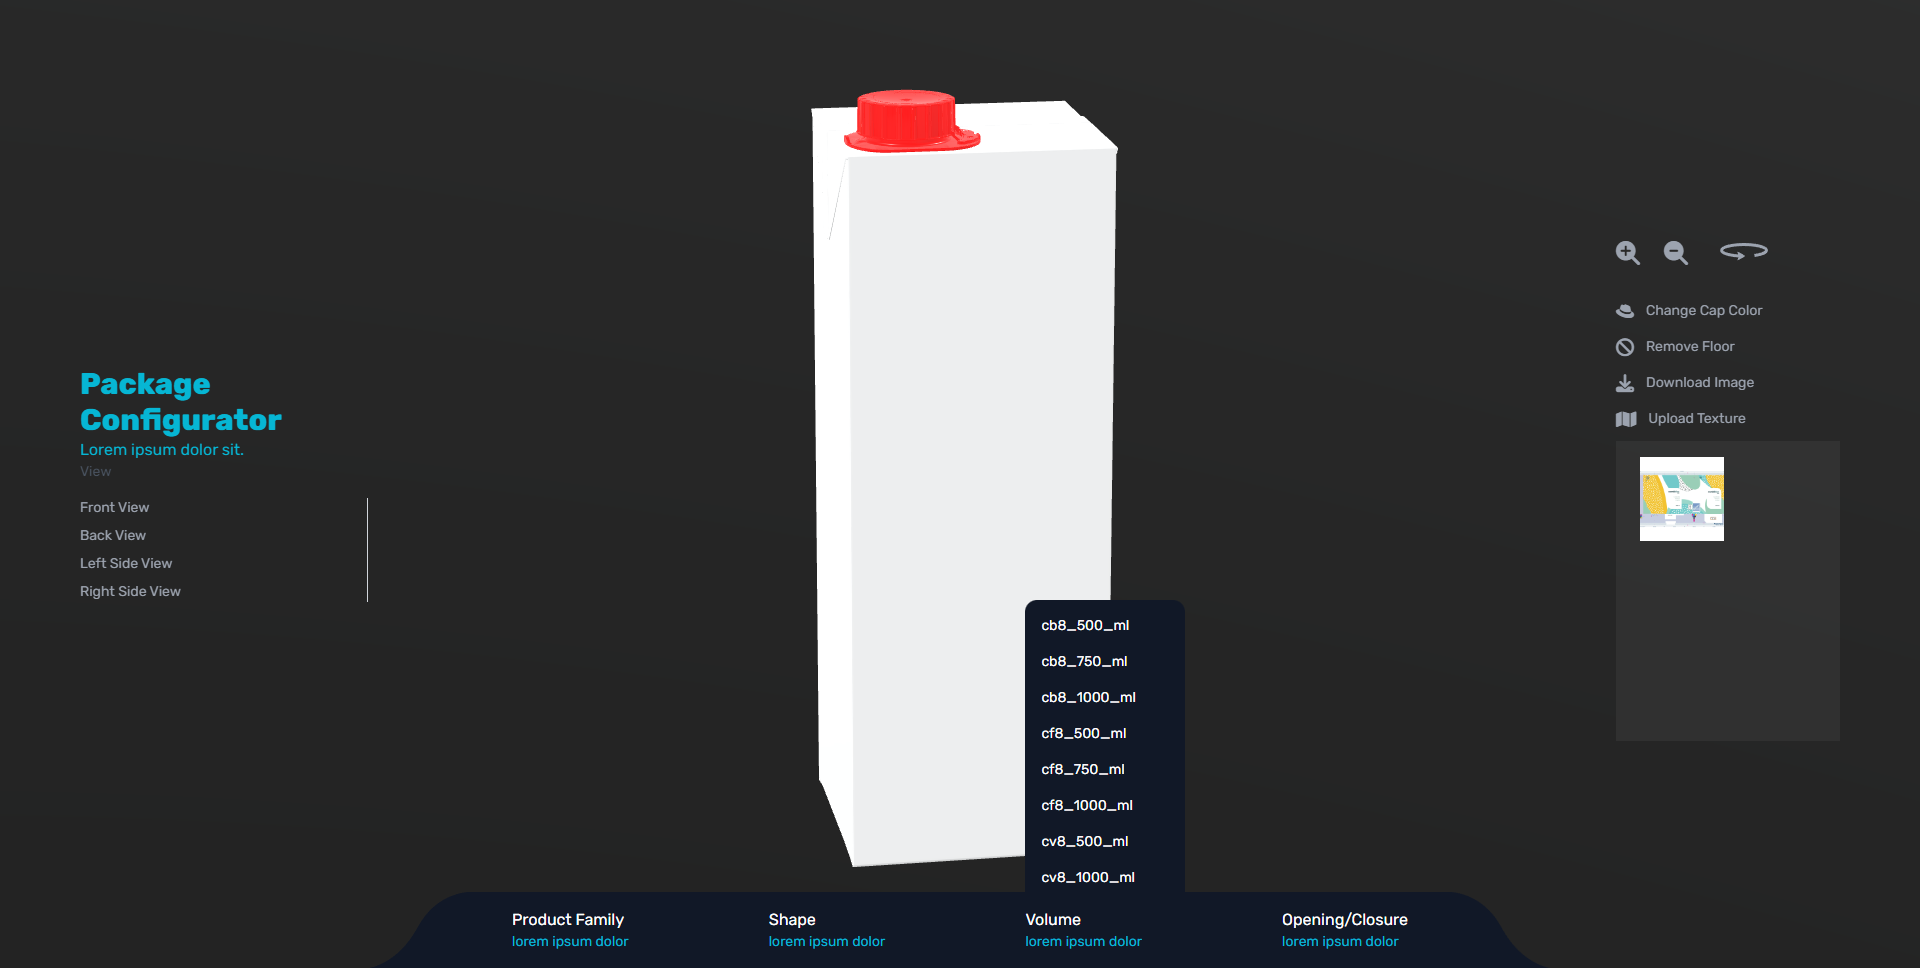 Package
Configurator
Lorem ipsum dolor sit.
View
Front View
Back View
Left Side View
Right Side View
Change Cap Color
Remove Floor
Download Image
Upload Texture
cb8_500_ml
cb8_750_ml
cb8_1000_ml
cf8_500_ml
cf8_750_ml
cf8_1000_ml
cv8_500_ml
cv8_1000_ml
Product Family
lorem ipsum dolor
Shape
lorem ipsum dolor
Volume
lorem ipsum dolor
Opening/Closure
lorem ipsum dolor